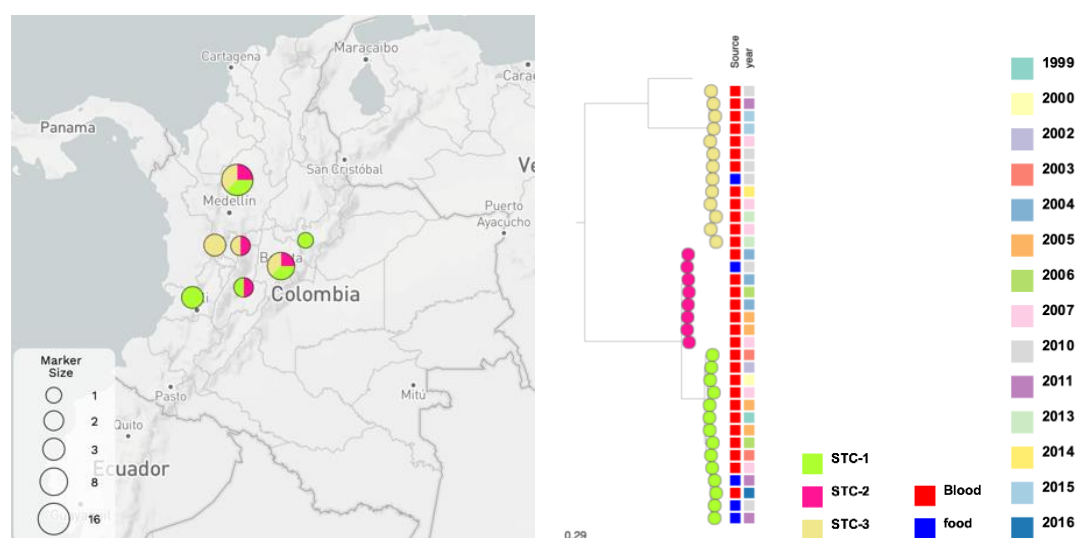 Cartagena
Maracaibo
Carac
Panama
San Cristóbal
Ve
Medellín
Puerto
Ayacucho
Colombia
Marker
Size
1
2
3
8
16
Pasto
Mitú
Quito
Ecuador
Source
year
STC-1
STC-2
STC-3
Blood
food
0.29
1999
2000
2002
2003
2004
2005
2006
2007
2010
2011
2013
2014
2015
2016